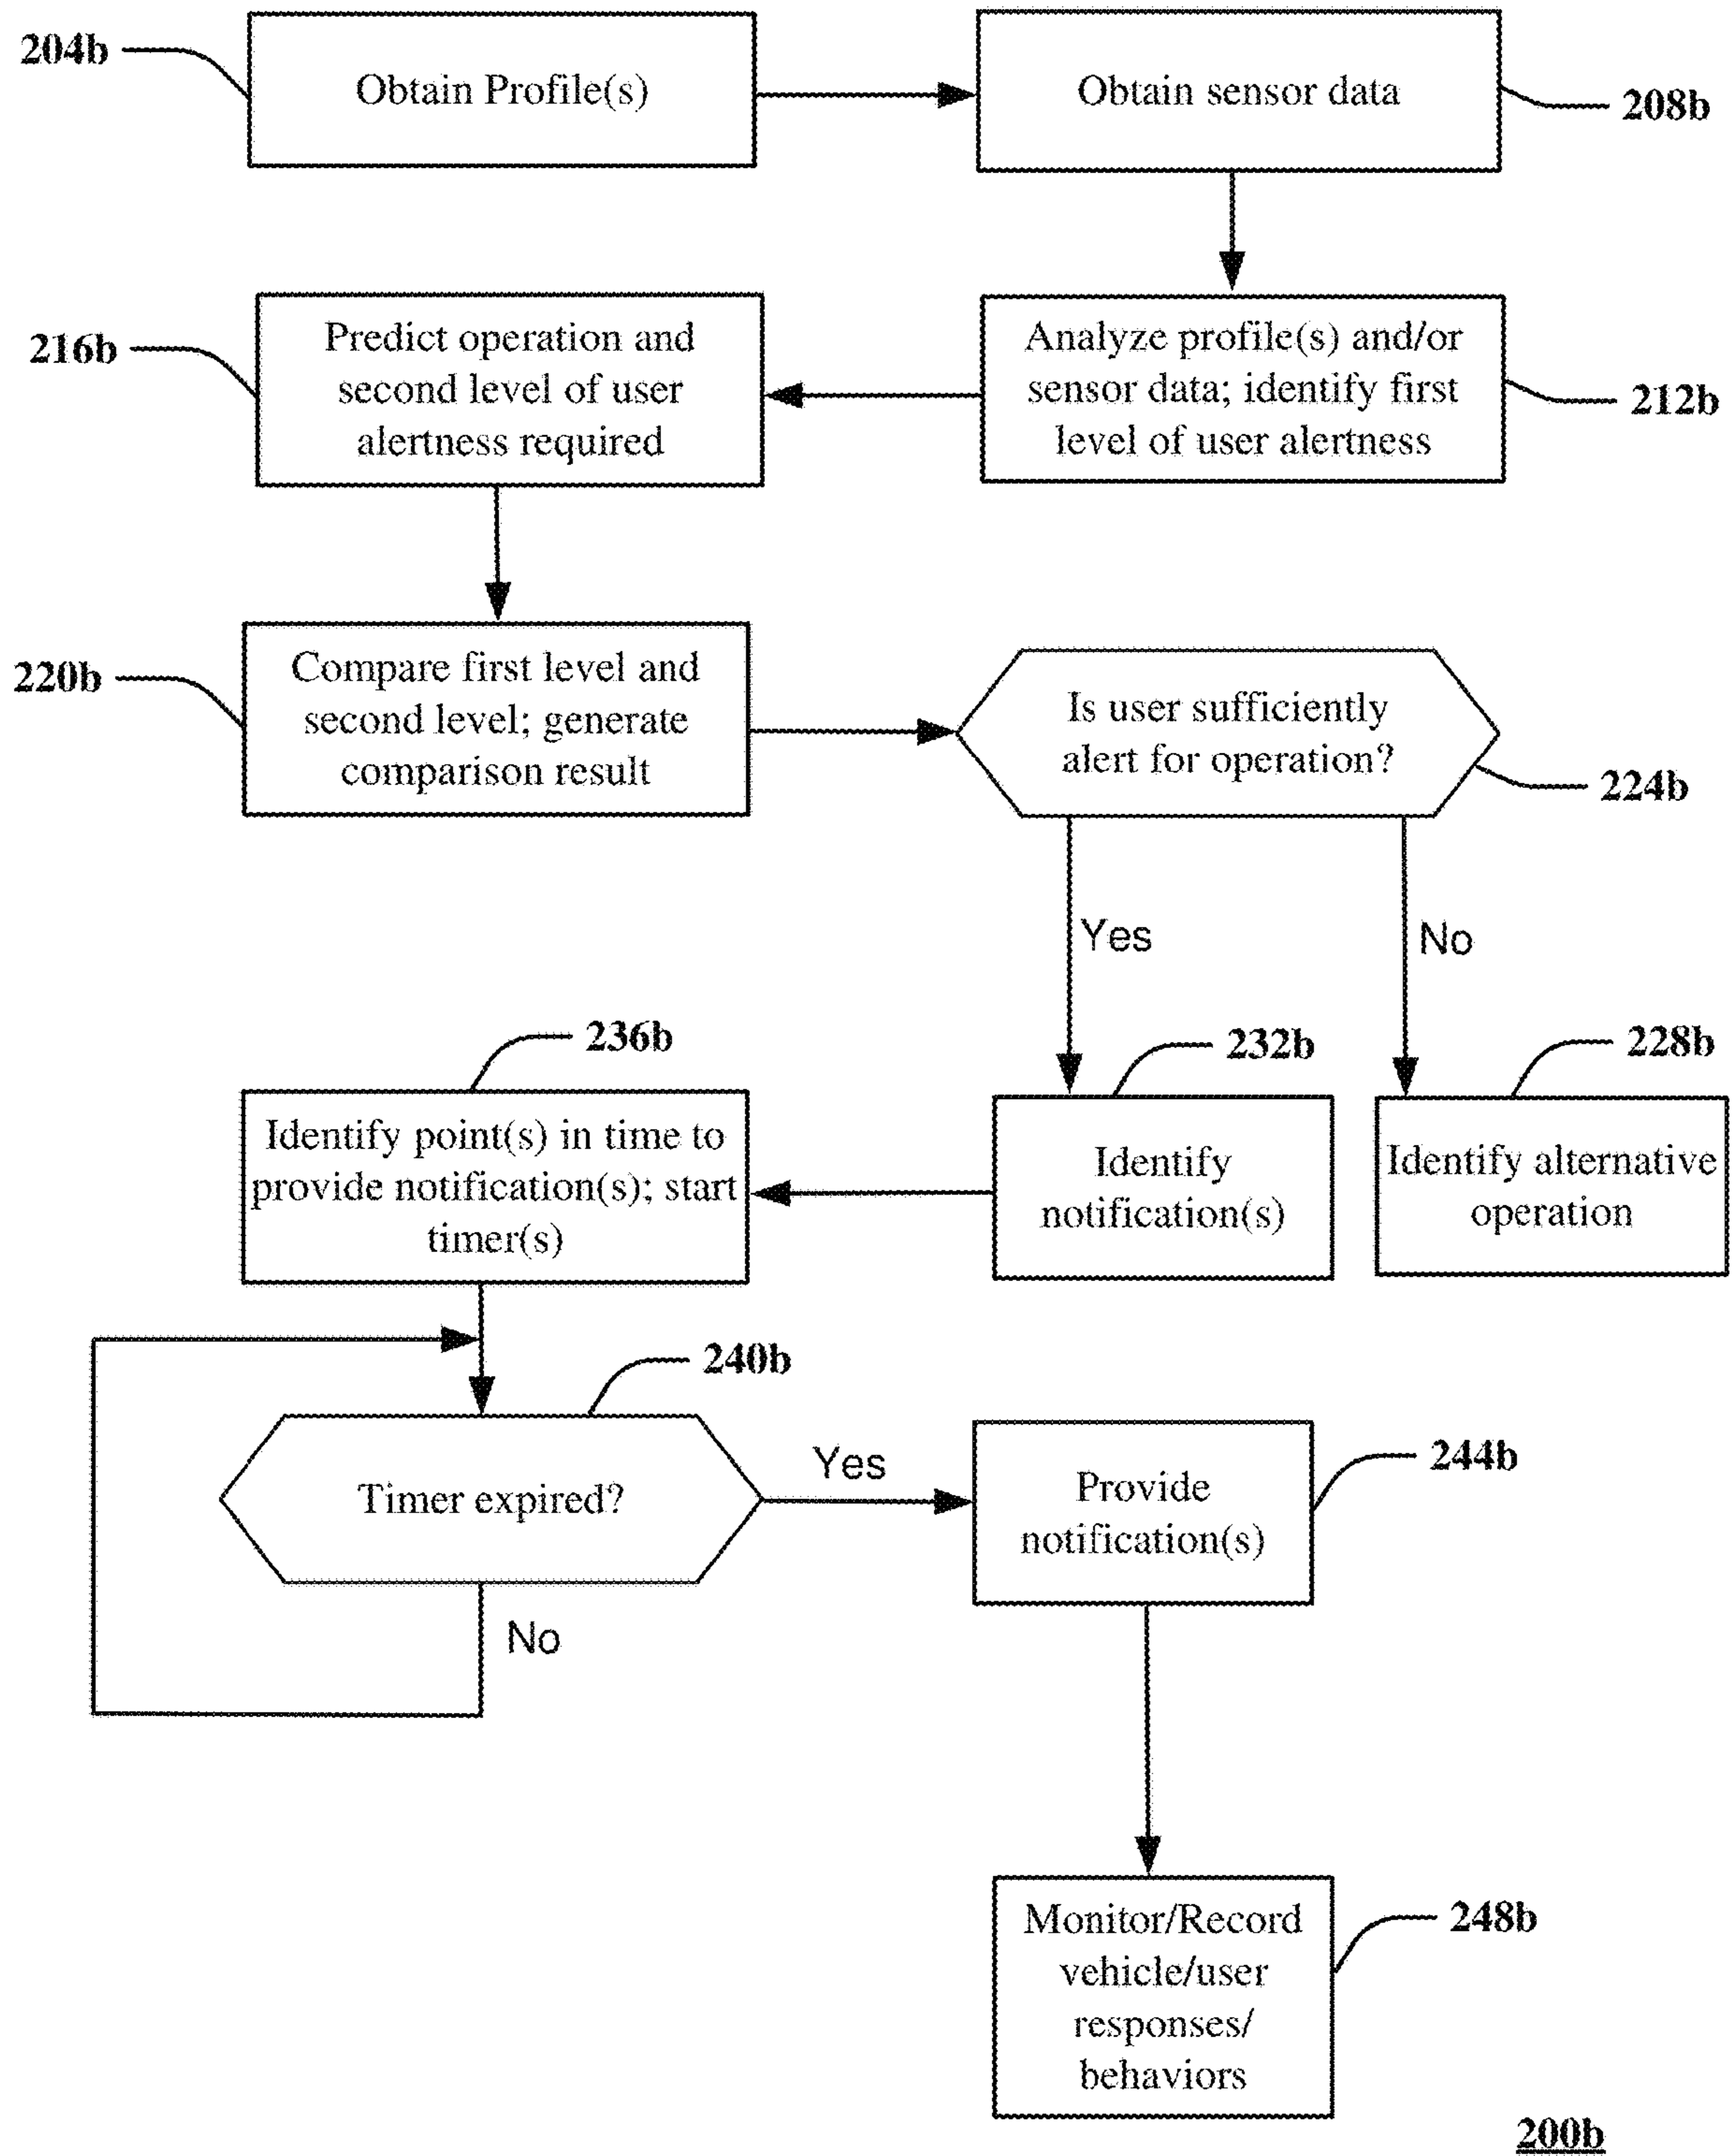 204b
Obtain Profile(s)
Obtain sensor data
208b
216b
Predict operation and
second level of user
alertness required
Analyze profile(s) and/or
sensor data; identify first
level of user alertness
212b
220b
Compare first level and
second level; generate
comparison result
Is user sufficiently
alert for operation?
224b
Yes
No
236b
232b
228b
Identify point(s) in time to
provide notification(s); start
timer(s)
Identify
notification(s)
Identify alternative
operation
240b
Timer expired?
Yes
No
Provide
notification(s)
244b
Monitor/Record
vehicle/user
responses/
behaviors
248b
200b